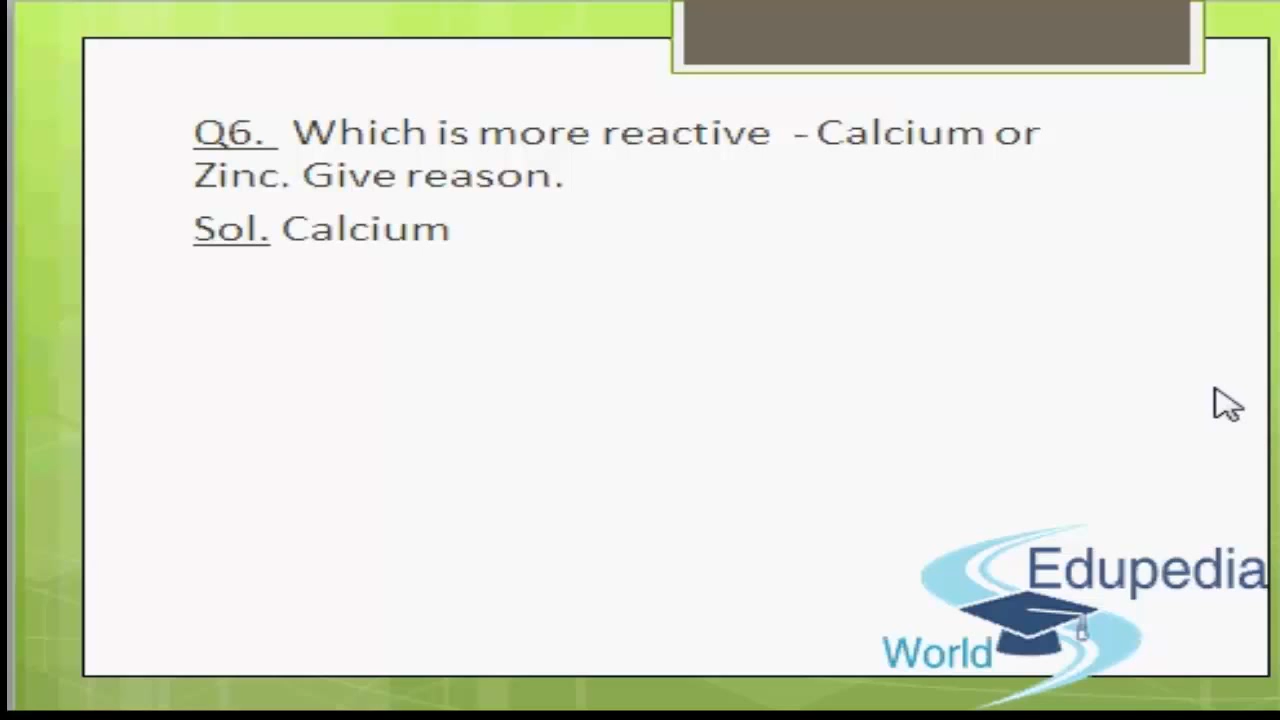 Q6. Which is more reactive - Calcium or
Zinc. Give reason.
Sol. Calcium
Edupedia
World